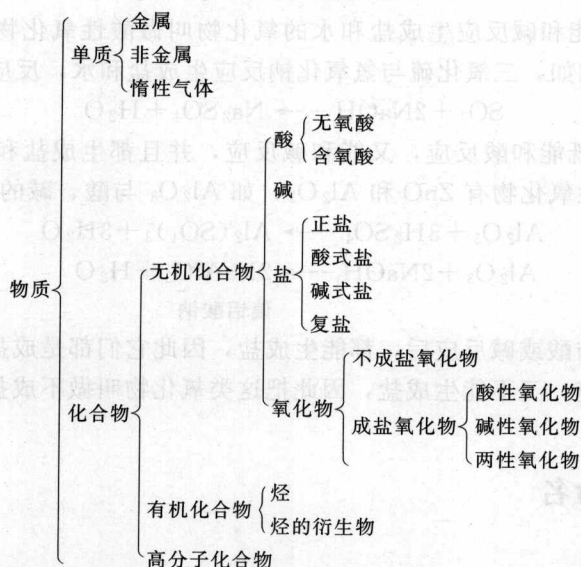 金属
单质
非金属
惰性气体
无氧酸
酸
含氧酸
碱
正盐
酸式盐
无机化合物
盐
碱式盐
物质
复盐
不成盐氧化物
化合物
氧化物
酸性氧化物
成盐氧化物
碱性氧化物
两性氧化物
烃
有机化合物
烃的衍生物
高分子化合物